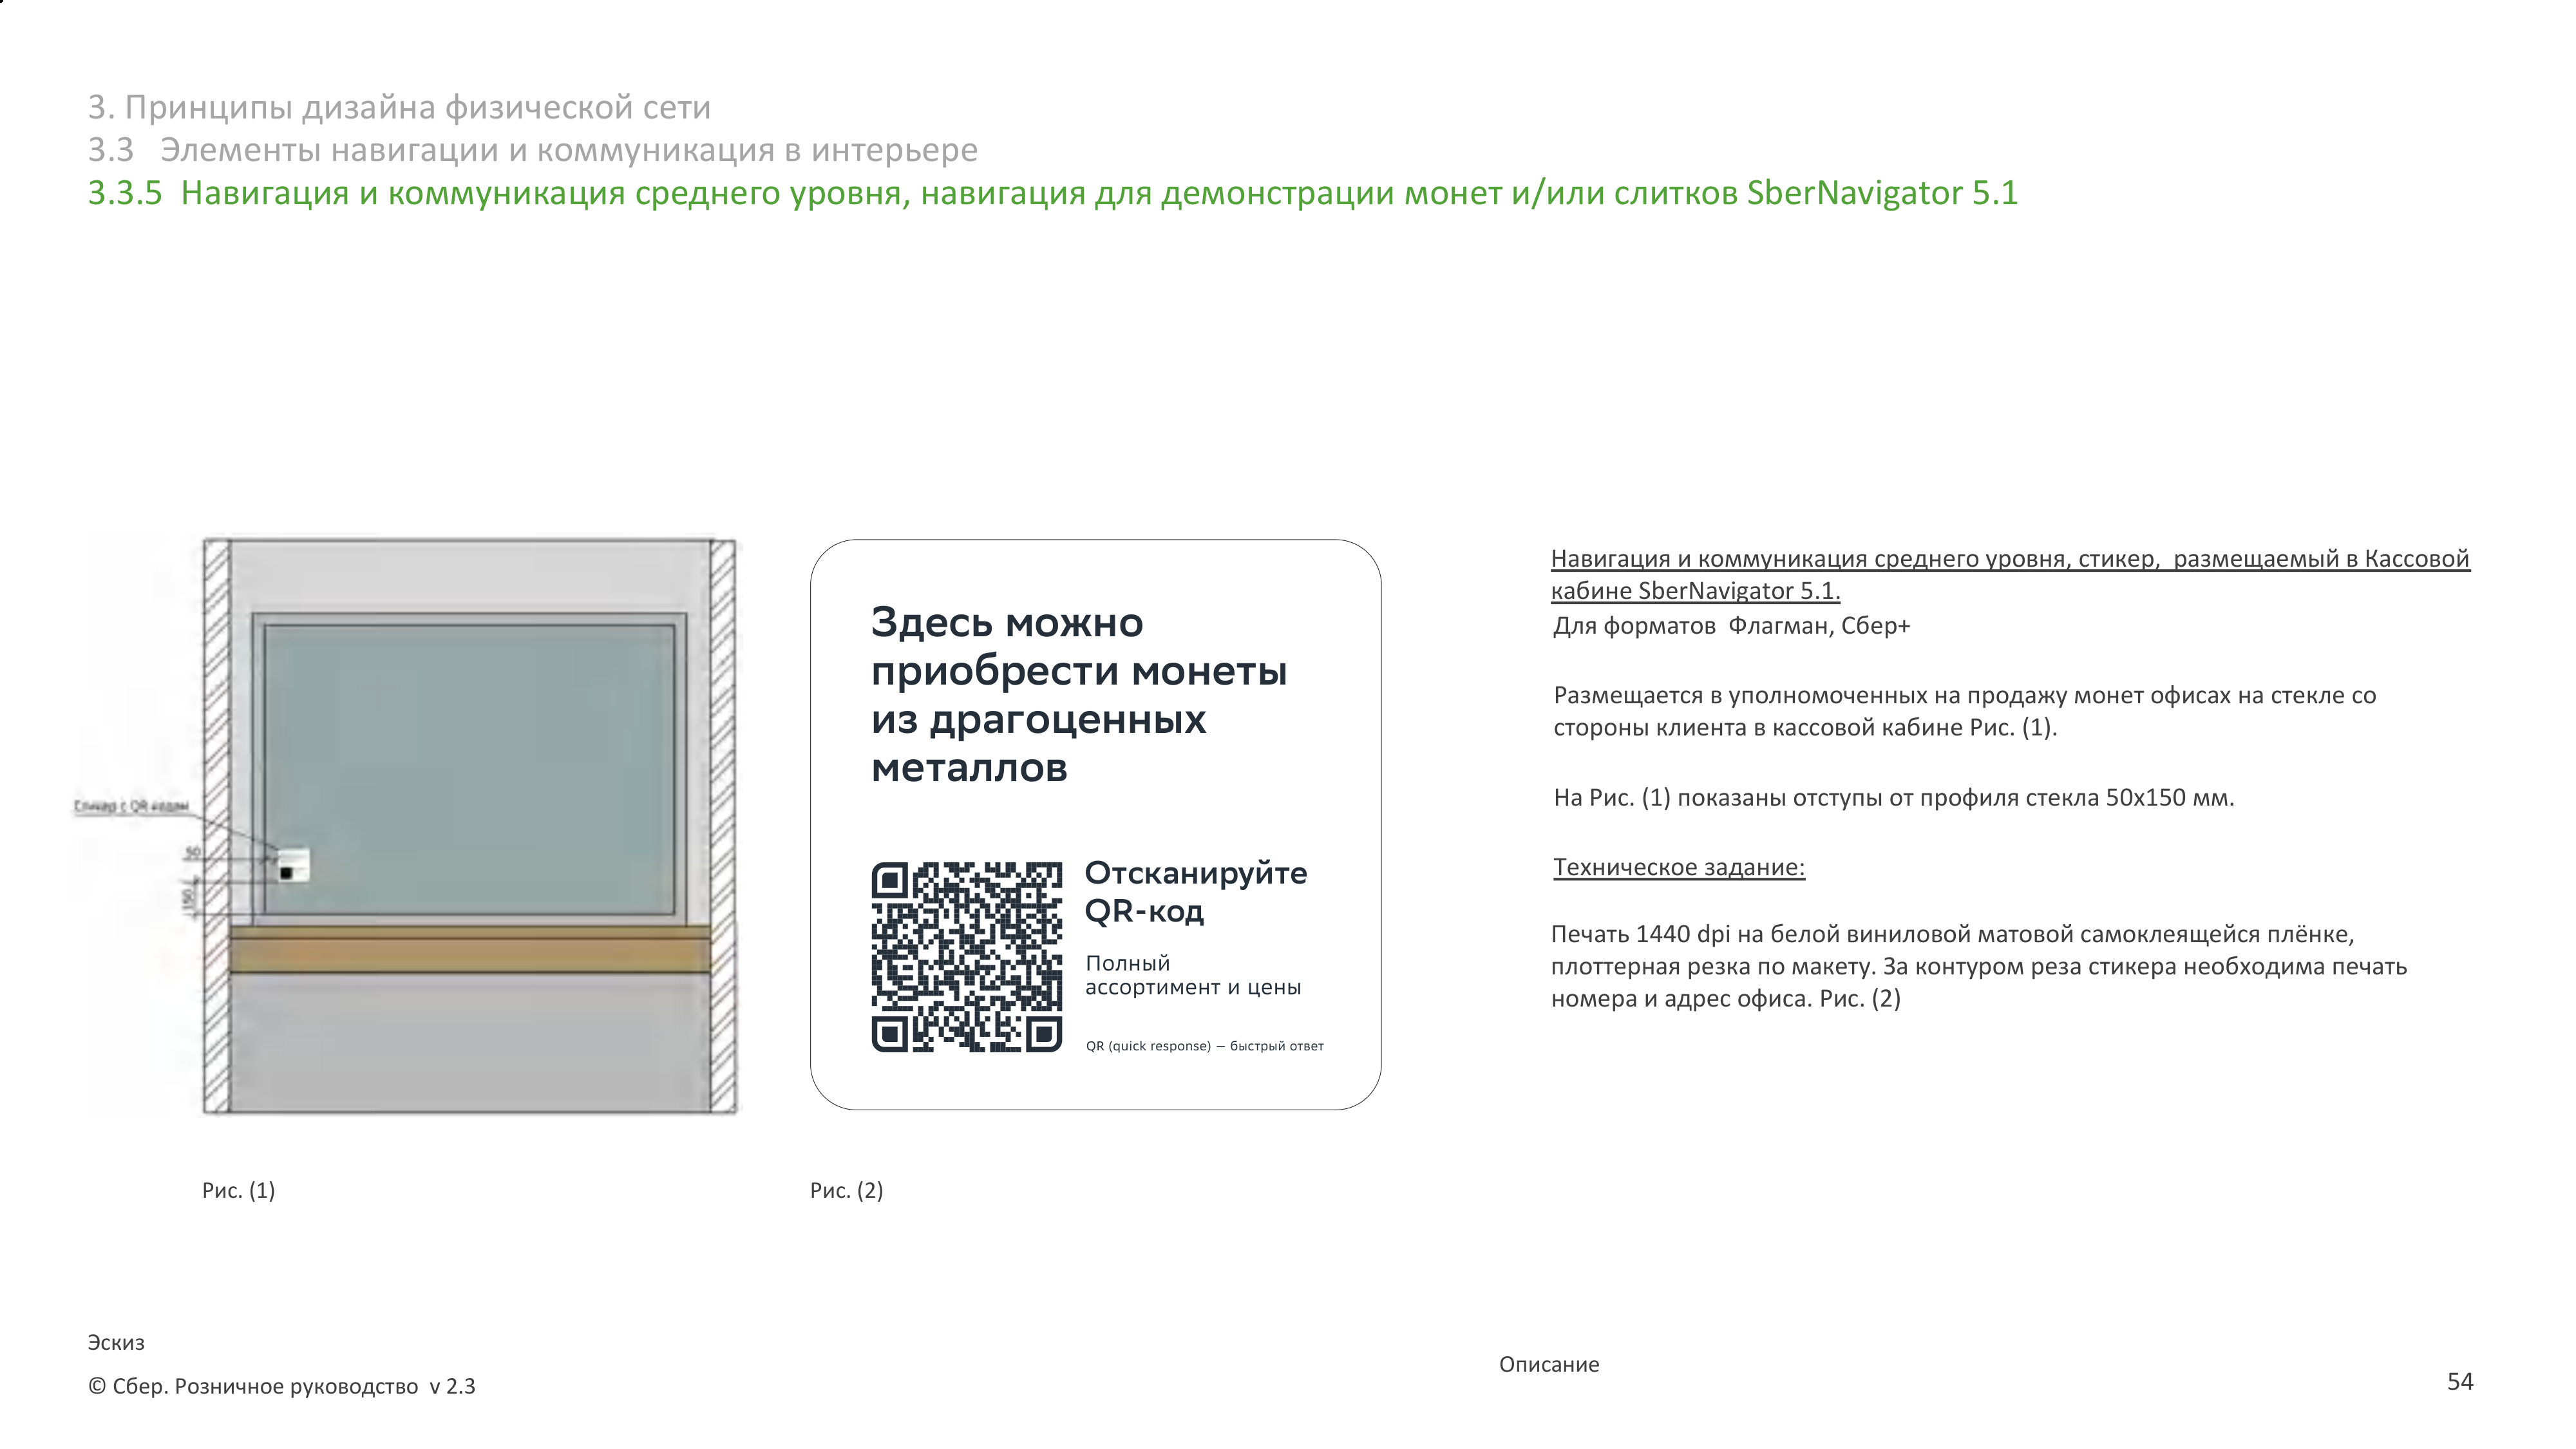 3. Принципы дизайна физической сети
3.3 Элементы навигации и коммуникация в интерьере
3.3.5 Навигация и коммуникация среднего уровня, навигация для демонстрации монет и/или слитков SberNavigator 5.1
Стикер с QR кодом
50
150
Рис. (1)
Здесь можно
приобрести монеты
из драгоценных
металлов
Отсканируйте
QR-код
Полный
ассортимент и цены
QR (quick response) — быстрый ответ
Рис. (2)
Навигация и коммуникация среднего уровня, стикер, размещаемый в Кассовой
кабине SberNavigator 5.1.
Для форматов Флагман, Сбер+
Размещается в уполномоченных на продажу монет офисах на стекле со
стороны клиента в кассовой кабине Рис. (1).
На Рис. (1) показаны отступы от профиля стекла 50х150 мм.
Техническое задание:
Печать 1440 dpi на белой виниловой матовой самоклеящейся плёнке,
плоттерная резка по макету. За контуром реза стикера необходима печать
номера и адрес офиса. Рис. (2)
Эскиз
© Сбер. Розничное руководство v 2.3
Описание
54